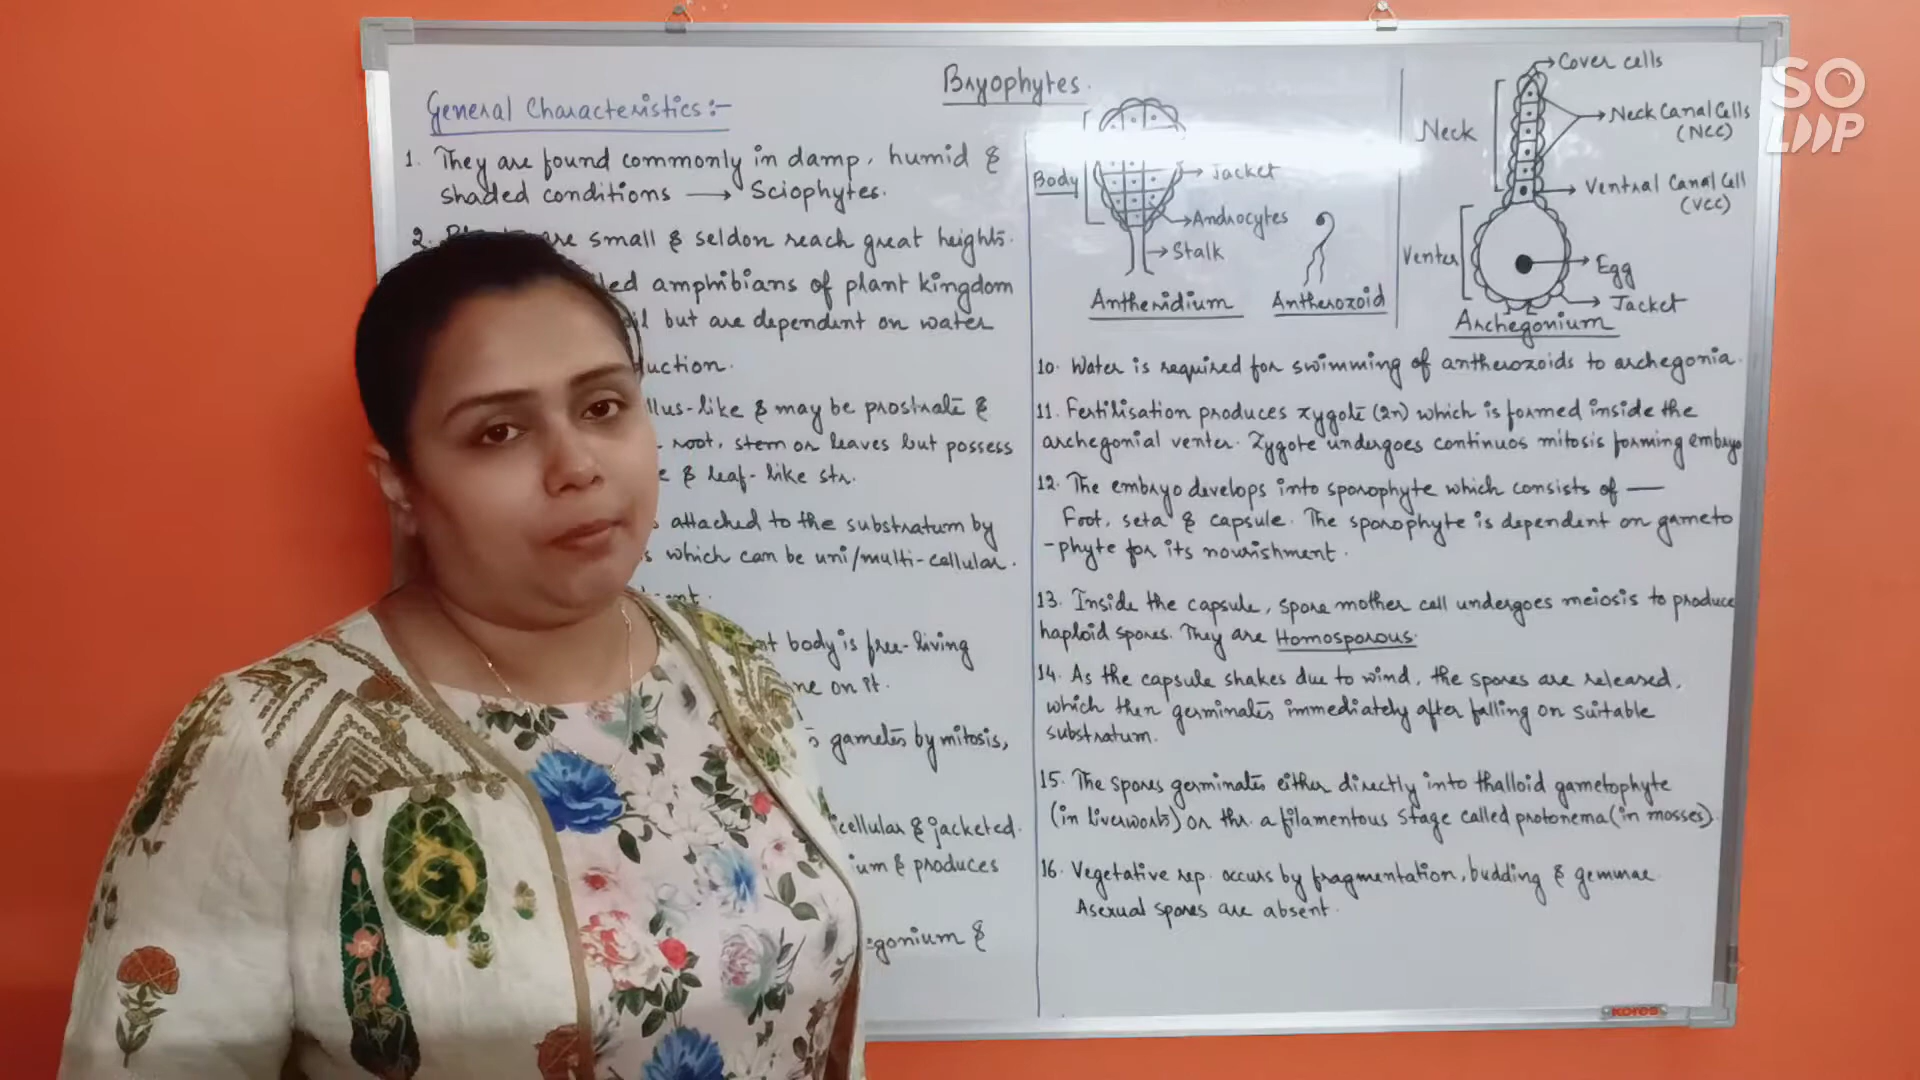 Bryophytes.
General Characteristics:-
1. They are found commonly in damp, humid &
shaded conditions → Sciophytes.
2. are small & seldon reach great heights.
amphibians of plant kingdom
but are dependent on water
may be prostrate &
root, stem or leaves but possess
& leaf-like str.
attached to the substratum by
which can be uni/multi-cellular.
body is free-living
on it.
gametes by mitosis,
& jacketed.
& produces
&
Body
Jacket
Androcytes
Stalk
Antheridium
Antherozoid
Cover cells
Neck
Neck Canal Cells
(NCC)
Ventral Canal Cell
(VCC)
Venter
Egg
Jacket
Archegonium
10. Water is required for swimming of antherozoids to archegonia.
11. Fertilisation produces zygote (2n) which is formed inside the
archegonial venter. Zygote undergoes continuos mitosis forming embryo
12. The embryo develops into sporophyte which consists of —
Foot, seta & capsule. The sporophyte is dependent on gameto
-phyte for its nourishment.
13. Inside the capsule, spore mother cell undergoes meiosis to produce
haploid spores. They are Homosporous.
14. As the capsule shakes due to wind, the spores are released,
which then germinates immediately after falling on suitable
substratum.
15. The spores germinates either directly into thalloid gametophyte
(in liverworts) or thr. a filamentous stage called protonema (in mosses).
16. Vegetative rep. occurs by fragmentation, budding & gemmae.
Asexual spores are absent.
SO
LOOP
KORES